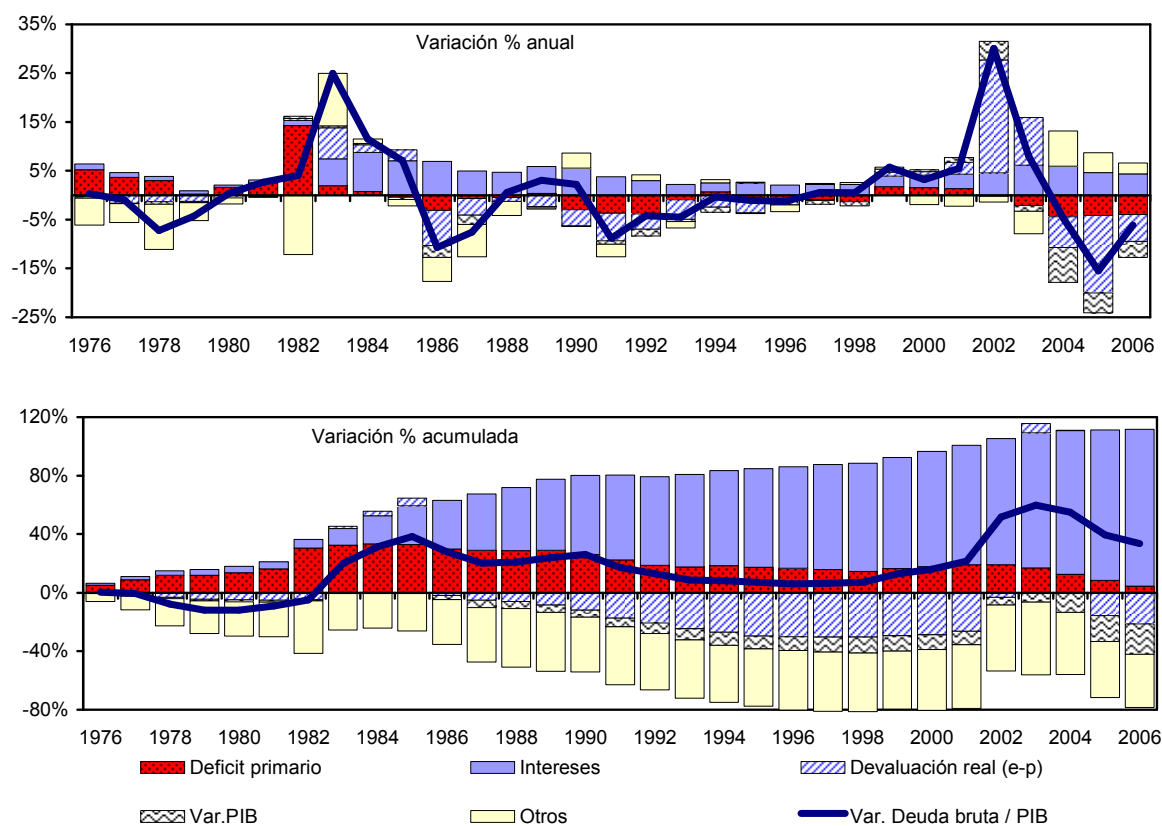 35%
Variación % anual
25%
15%
5%
-5%
-15%
-25%
1976 1978 1980 1982 1984 1986 1988 1990 1992 1994 1996 1998 2000 2002 2004 2006
120%
Variación % acumulada
80%
40%
0%
-40%
-80%
1976 1978 1980 1982 1984 1986 1988 1990 1992 1994 1996 1998 2000 2002 2004 2006
Deficit primario Intereses Devaluación real (e-p)
Var.PIB Otros Var. Deuda bruta / PIB